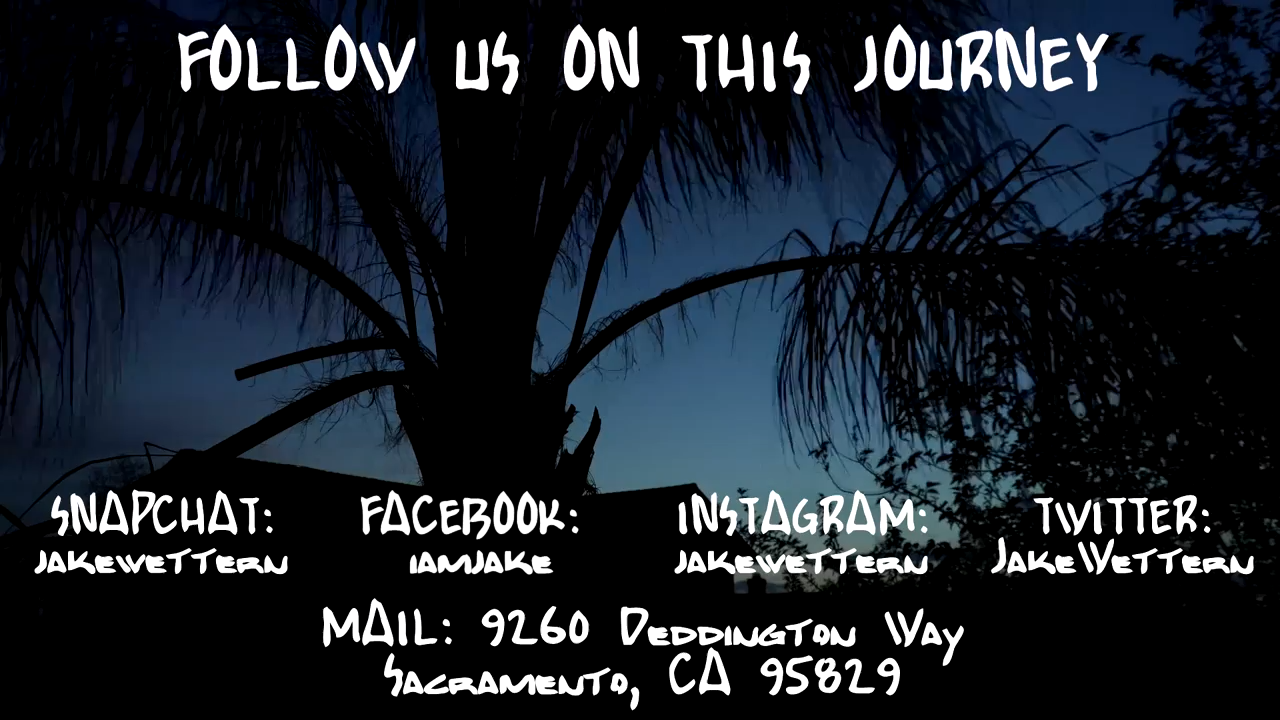 FOLLOW US ON THIS JOURNEY
SNAPCHAT: FACEBOOK: INSTAGRAM: TWITTER:
JAKEWETTERN IAMJAKE JAKEWETTERN JAKEWETTERN
MAIL: 9260 DEDDINGTON WAY
SACRAMENTO, CA 95829